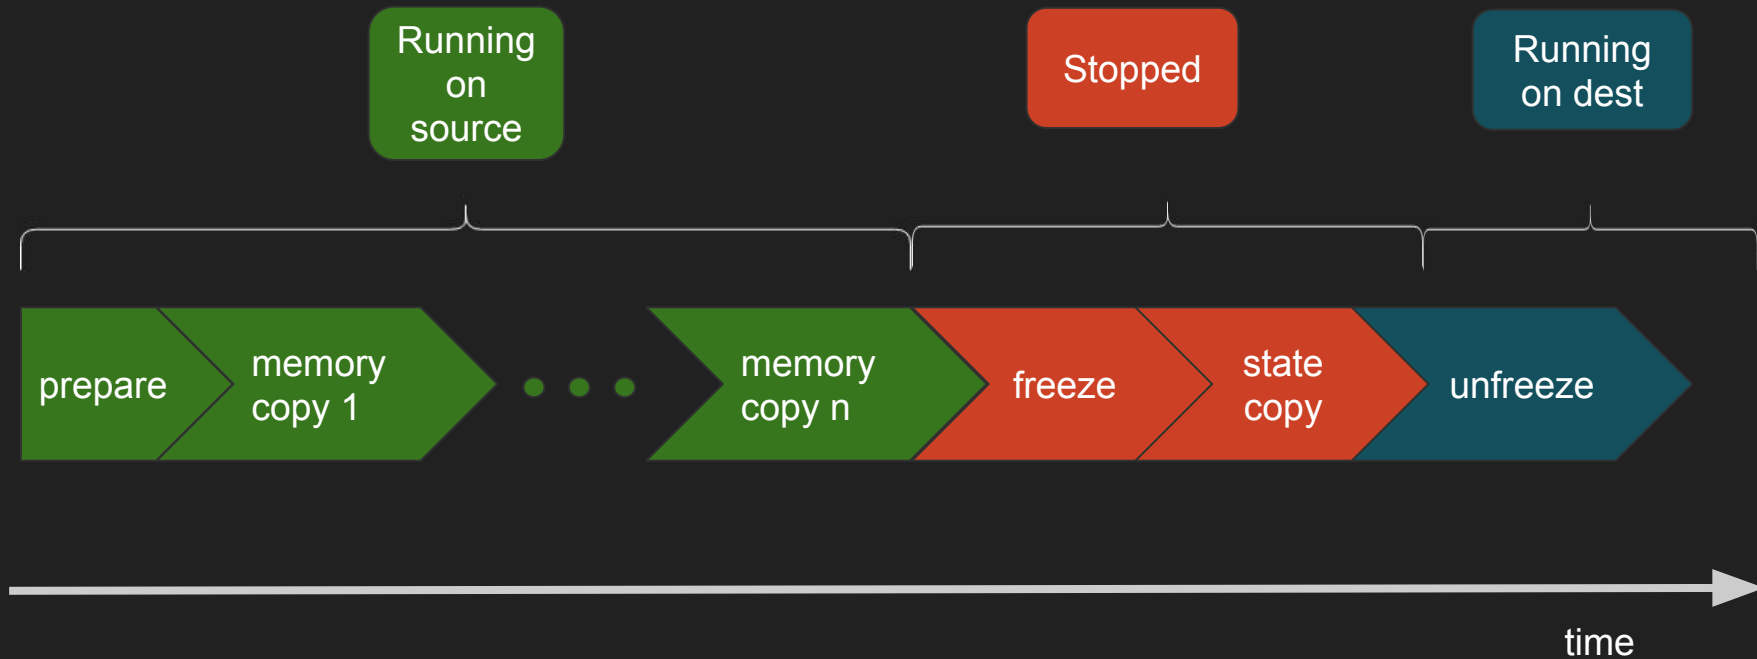 Running
on
source
Stopped
Running
on dest
prepare
memory
copy 1
memory
copy n
freeze
state
copy
unfreeze
time